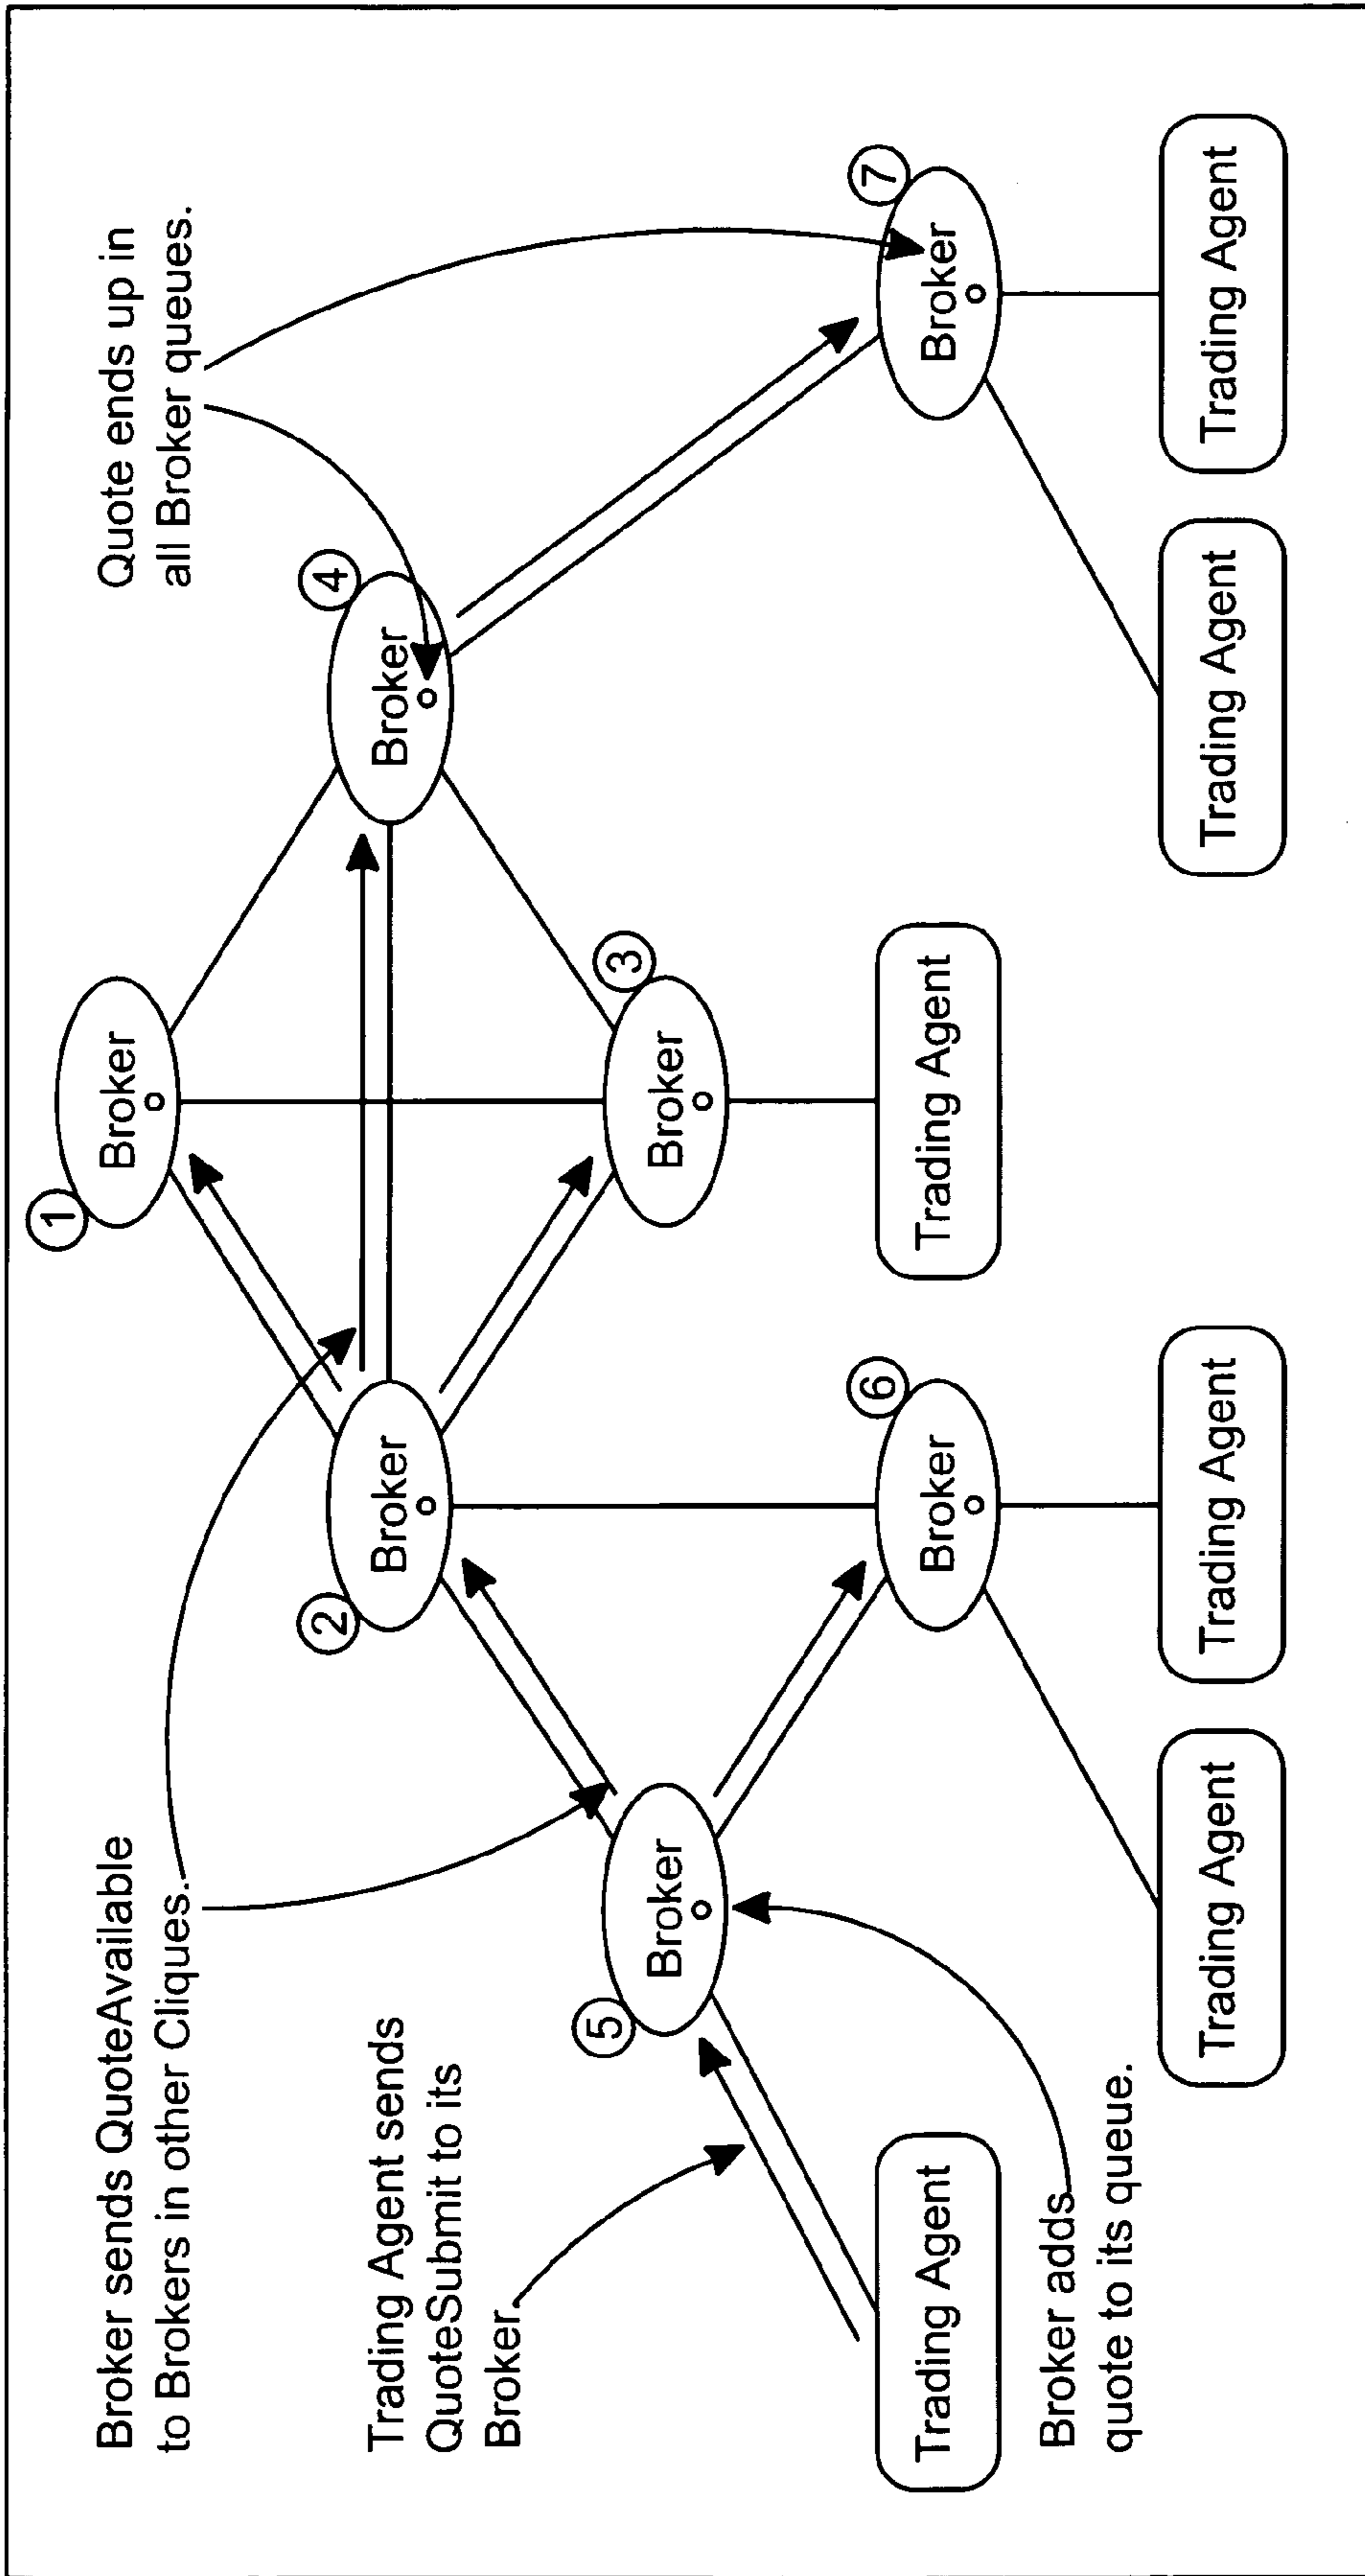 Broker sends QuoteAvailable
to Brokers in other Cliques.
Quote ends up in
all Broker queues.
1
Broker
Trading Agent sends
QuoteSubmit to its
Broker.
2
Broker
4
Broker
5
Broker
3
Broker
6
Broker
7
Broker
Trading Agent
Trading Agent
Broker adds
quote to its queue.
Trading Agent
Trading Agent
Trading Agent
Trading Agent